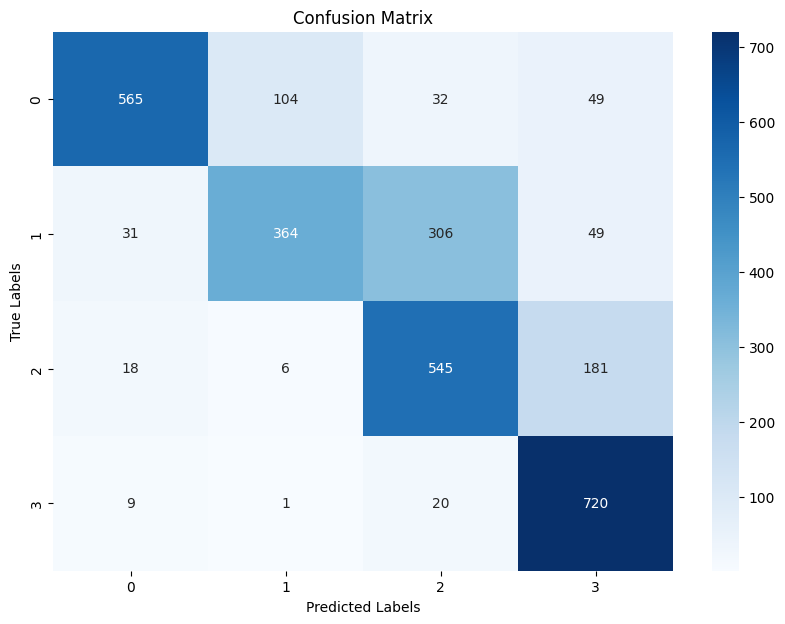 Confusion Matrix
0 565 104 32 49
1 31 364 306 49
2 18 6 545 181
3 9 1 20 720
0 1 2 3
Predicted Labels
True Labels
700
600
500
400
300
200
100